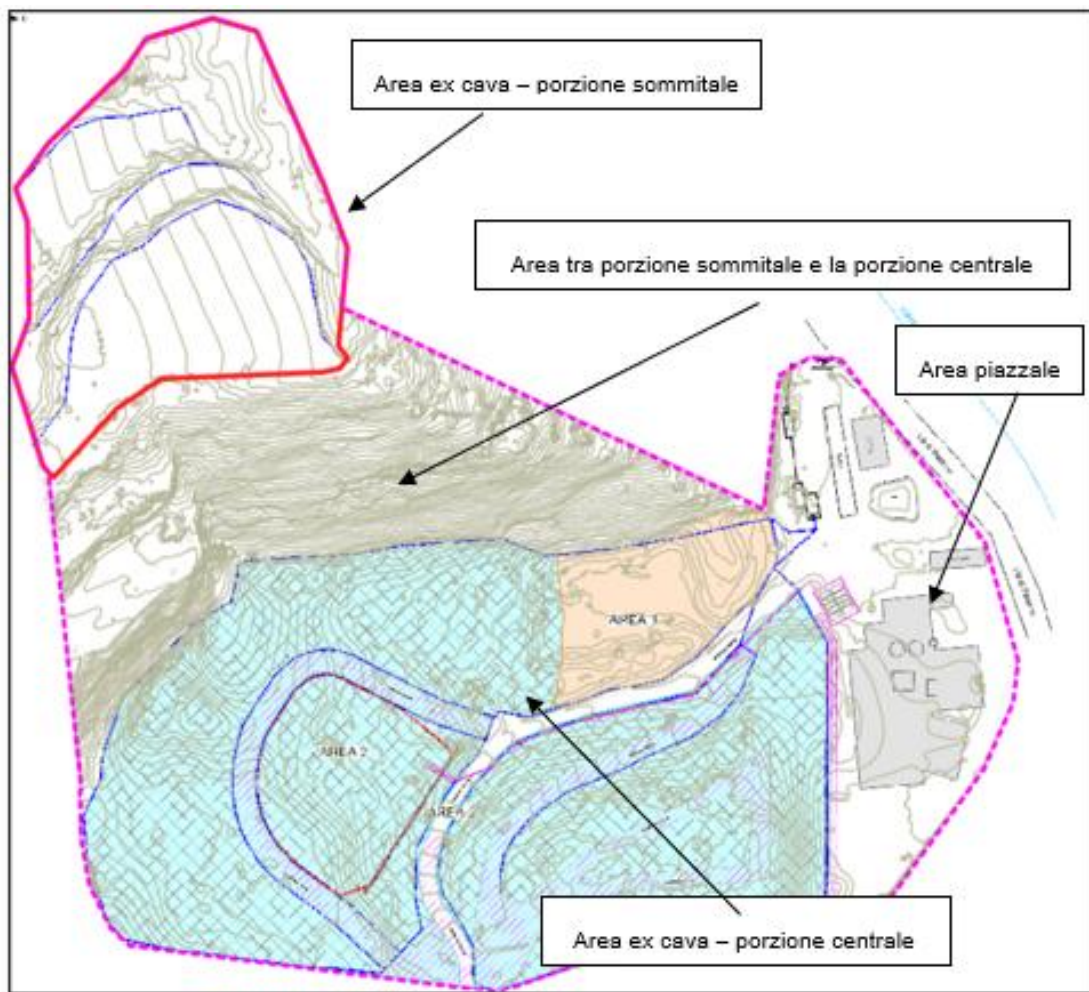 Area ex cava – porzione sommitale
Area tra porzione sommitale e la porzione centrale
Area piazzale
AREA 1
AREA 2
AREA
Area ex cava – porzione centrale